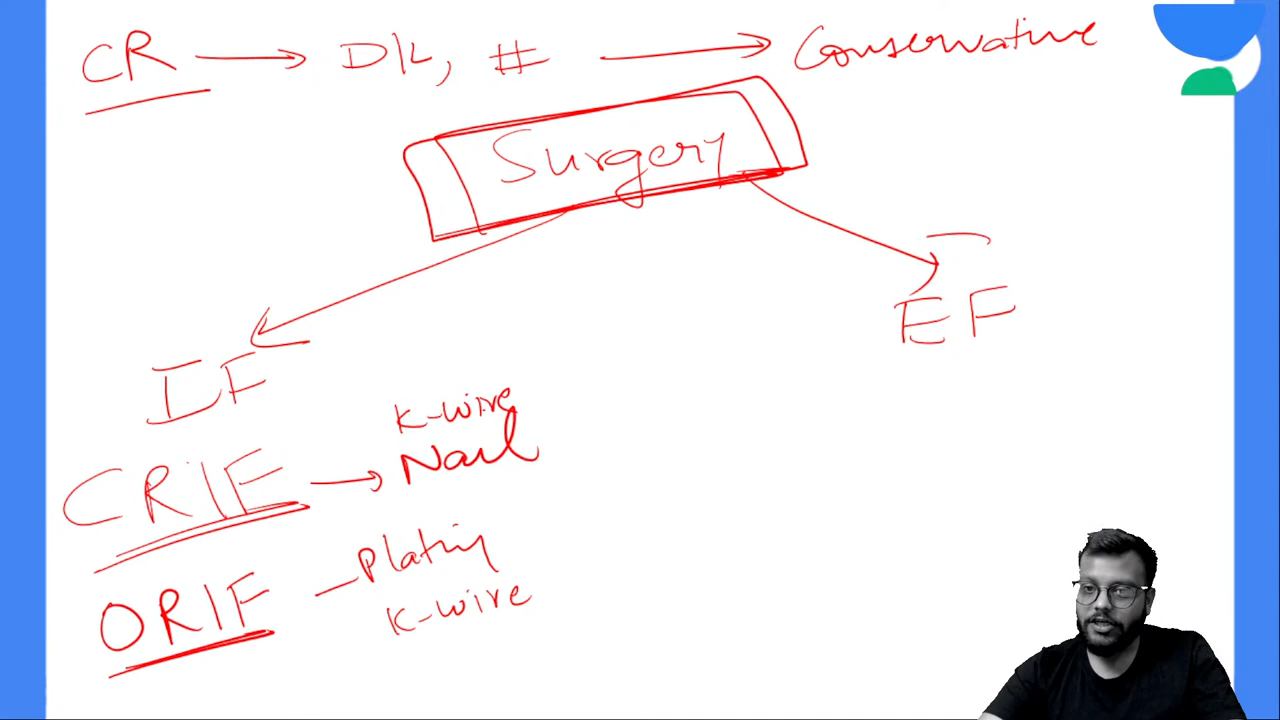 CR → D/L, # → Conservative
Surgery
EF
IF
K-wire
CRIF → Nail
ORIF - Plating
K-wire